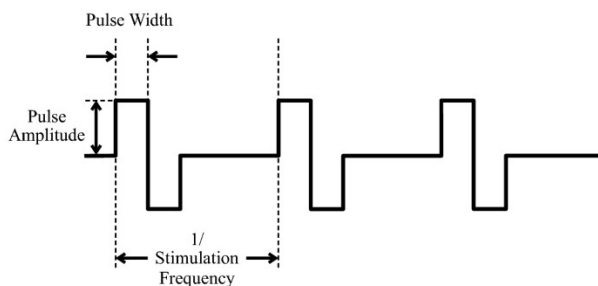 Pulse Width
Pulse
Amplitude
1/
Stimulation
Frequency